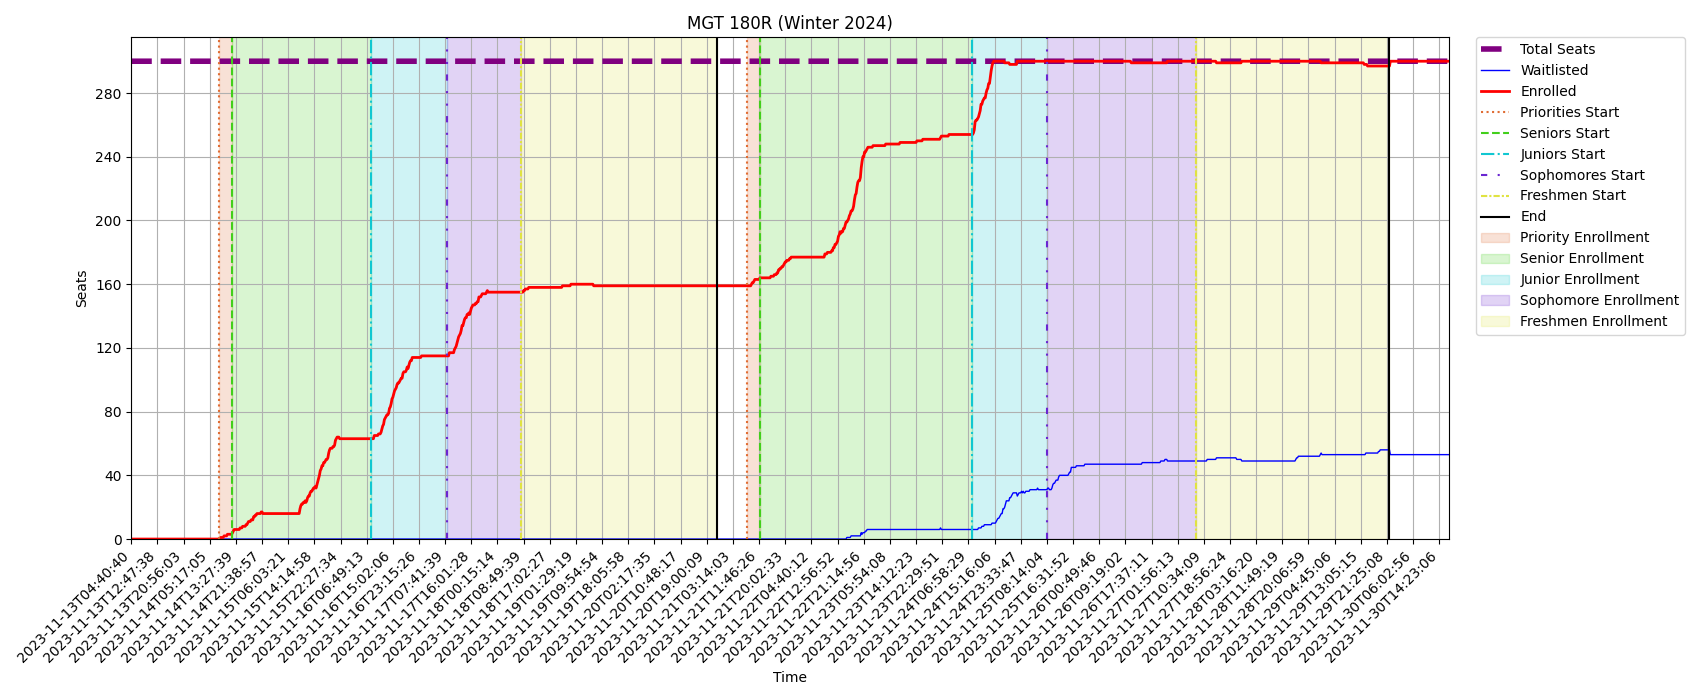 MGT 180R (Winter 2024)
Seats
280
240
200
160
120
80
40
0
2023-11-13T04:40:40
2023-11-13T12:47:38
2023-11-13T20:56:03
2023-11-14T05:17:05
2023-11-14T13:27:39
2023-11-14T21:38:57
2023-11-15T06:03:21
2023-11-15T14:14:58
2023-11-15T22:27:34
2023-11-16T06:49:13
2023-11-16T15:02:06
2023-11-16T23:15:26
2023-11-17T07:41:39
2023-11-17T16:01:28
2023-11-18T00:15:14
2023-11-18T08:49:39
2023-11-18T17:02:27
2023-11-19T01:29:19
2023-11-19T09:54:54
2023-11-19T18:05:58
2023-11-20T02:17:35
2023-11-20T10:48:17
2023-11-20T19:00:09
2023-11-21T03:14:03
2023-11-21T11:46:26
2023-11-21T20:02:33
2023-11-22T04:40:12
2023-11-22T12:56:52
2023-11-22T21:14:56
2023-11-23T05:54:08
2023-11-23T14:12:23
2023-11-23T22:29:51
2023-11-24T06:58:29
2023-11-24T15:16:06
2023-11-24T23:33:47
2023-11-25T08:14:04
2023-11-25T16:31:52
2023-11-26T00:49:46
2023-11-26T09:19:02
2023-11-26T17:37:11
2023-11-27T01:56:13
2023-11-27T10:34:09
2023-11-27T18:56:24
2023-11-28T03:16:20
2023-11-28T11:49:19
2023-11-28T20:06:59
2023-11-29T04:45:06
2023-11-29T13:05:15
2023-11-29T21:25:08
2023-11-30T06:02:56
2023-11-30T14:23:06
Time
Total Seats
Waitlisted
Enrolled
Priorities Start
Seniors Start
Juniors Start
Sophomores Start
Freshmen Start
End
Priority Enrollment
Senior Enrollment
Junior Enrollment
Sophomore Enrollment
Freshmen Enrollment